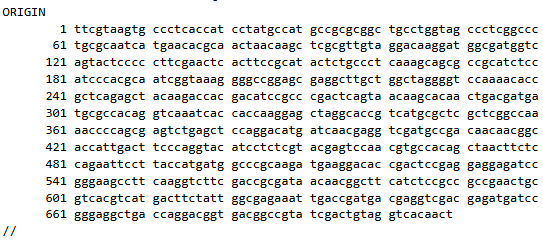 ORIGIN
1 ttcgtaagtg ccctcaccat cctatgccat gccgcgcggc tgcctggtag ccctcggccc
61 tgcgcaatca tgaacacgca actaacaagc tcgcgttgta ggacaaggat ggcgatggtc
121 agtactcccc cttcgaactc acttccgcat actctgccct caaagcagcg ccgcatctcc
181 atcccacgca atcggtaaag gggccggagc gaggcttgct ggctaggggt ccaaaacacc
241 gctcagagct acaagaccac gacatccgcc cgactcagta acaagcacaa ctgacgatga
301 tgcgccacag gtcaaatcac caccaaggag ctaggcaccg tcatgcgctc gctcggccaa
361 aaccccagcg agtctgagct ccaggacatg atcaacgagg tcgatgccga caacaacggc
421 accattgact tcccaggtac atcctctcgt acgagtccaa cgtgccacag ctaacttctc
481 cagaattcct taccatgatg gcccgcaaga tgaaggacac cgactccgag gaggagatcc
541 gggaagcctt caaggtcttc gaccgcgata acaacggctt catctccgcc gccgaactgc
601 gtcacgtcat gacttctatt ggcgagaaat tgaccgatga cgaggtcgac gagatgatcc
661 gggaggctga ccaggacggt gacggccgta tcgactgtag gtcacaact
//